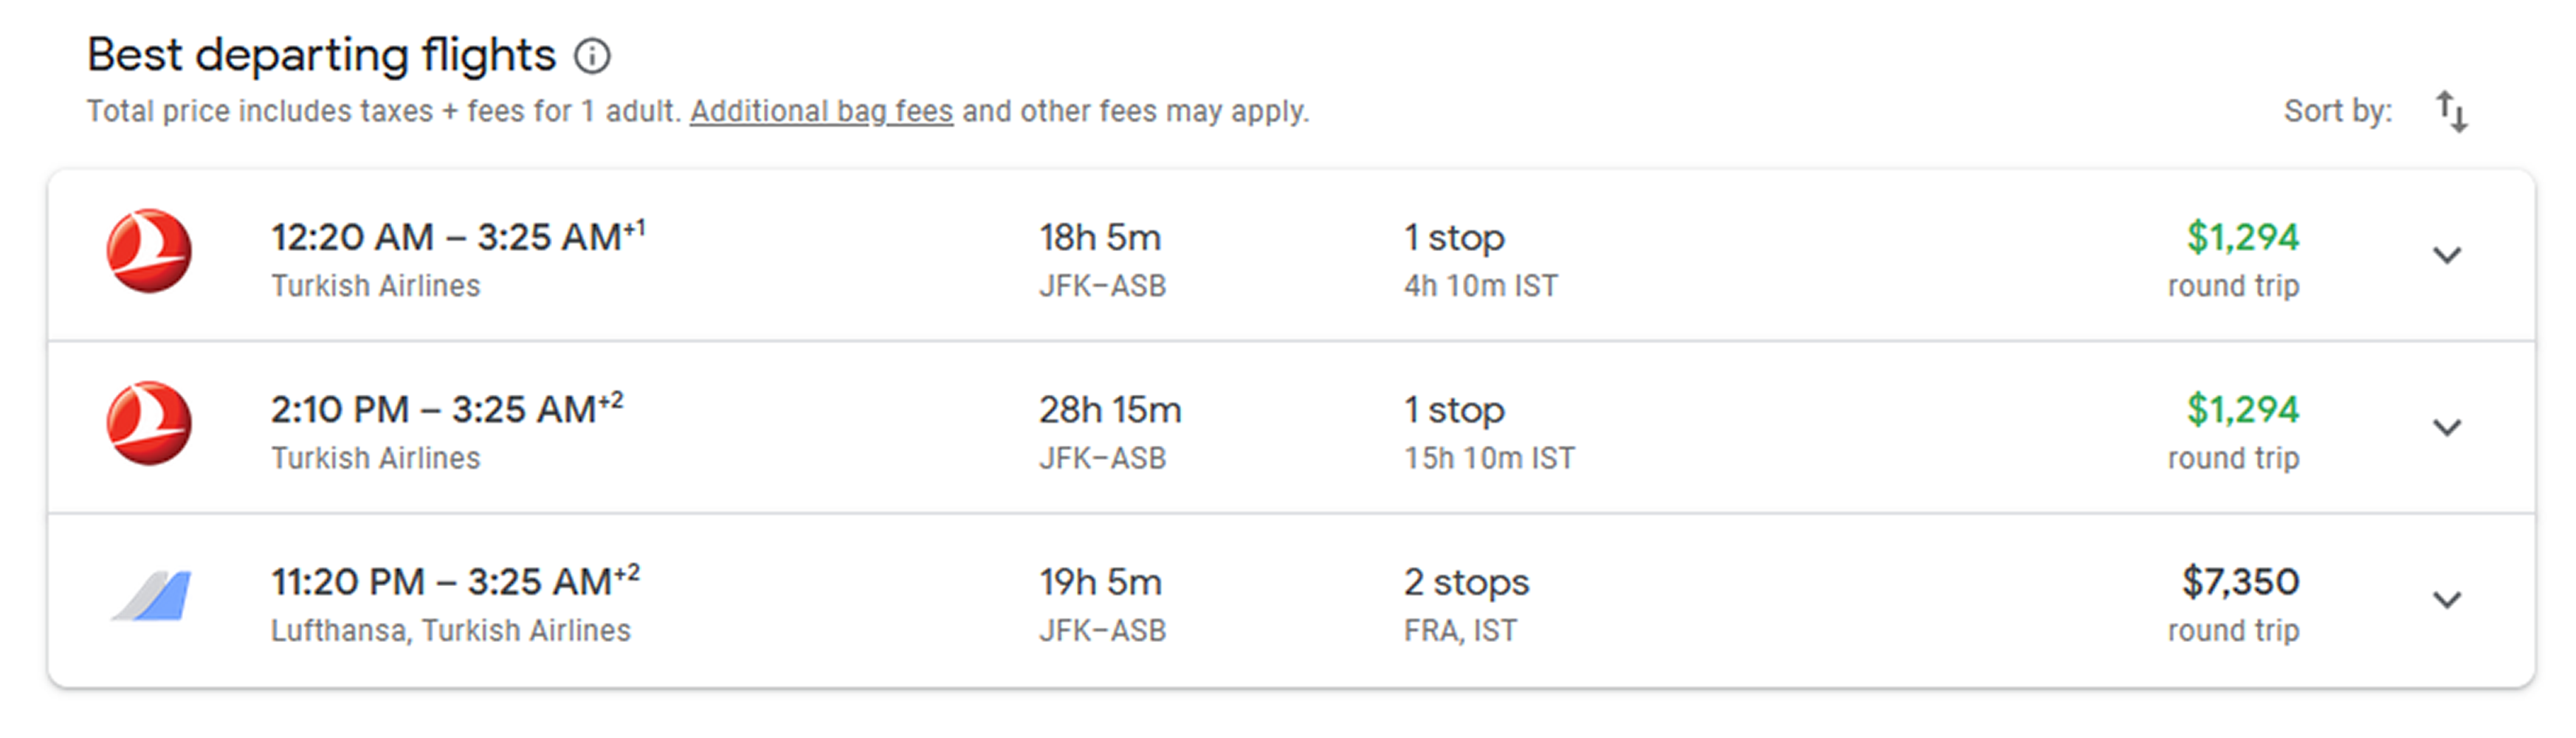 Best departing flights
Total price includes taxes + fees for 1 adult. Additional bag fees and other fees may apply.
Sort by:
12:20 AM – 3:25 AM+1
Turkish Airlines
18h 5m
JFK–ASB
1 stop
4h 10m IST
$1,294
round trip
2:10 PM – 3:25 AM+2
Turkish Airlines
28h 15m
JFK–ASB
1 stop
15h 10m IST
$1,294
round trip
11:20 PM – 3:25 AM+2
Lufthansa, Turkish Airlines
19h 5m
JFK–ASB
2 stops
FRA, IST
$7,350
round trip